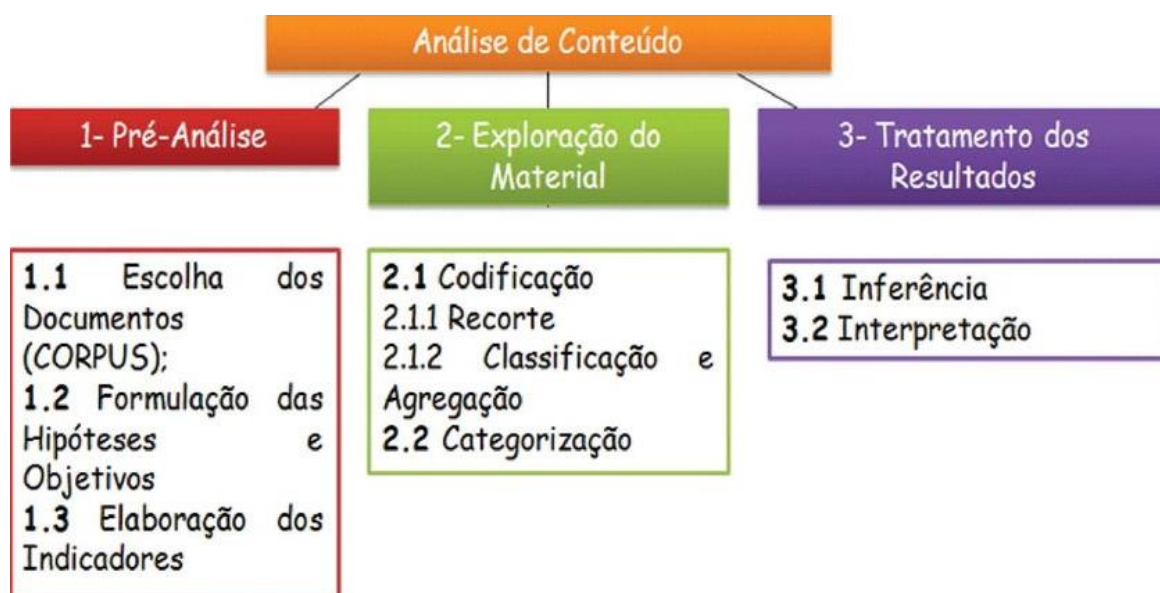 Análise de Conteúdo
1- Pré-Análise
2- Exploração do
Material
3- Tratamento dos
Resultados
1.1 Escolha dos
Documentos
(CORPUS);
1.2 Formulação das
Hipóteses e
Objetivos
1.3 Elaboração dos
Indicadores
2.1 Codificação
2.1.1 Recorte
2.1.2 Classificação e
Agregação
2.2 Categorização
3.1 Inferência
3.2 Interpretação